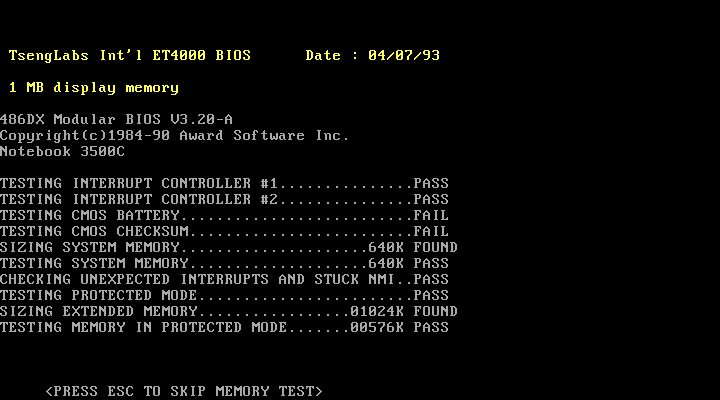 TsengLabs Int'l ET4000 BIOS      Date : 04/07/93
1 MB display memory
486DX Modular BIOS V3.20-A
Copyright(c)1984-90 Award Software Inc.
Notebook 3500C
TESTING INTERRUPT CONTROLLER #1...............PASS
TESTING INTERRUPT CONTROLLER #2...............PASS
TESTING CMOS BATTERY..........................FAIL
TESTING CMOS CHECKSUM.........................FAIL
SIZING SYSTEM MEMORY.....................640K FOUND
TESTING SYSTEM MEMORY....................640K PASS
CHECKING UNEXPECTED INTERRUPTS AND STUCK NMI..PASS
TESTING PROTECTED MODE........................PASS
SIZING EXTENDED MEMORY.................01024K FOUND
TESTING MEMORY IN PROTECTED MODE.......00576K PASS
<PRESS ESC TO SKIP MEMORY TEST>